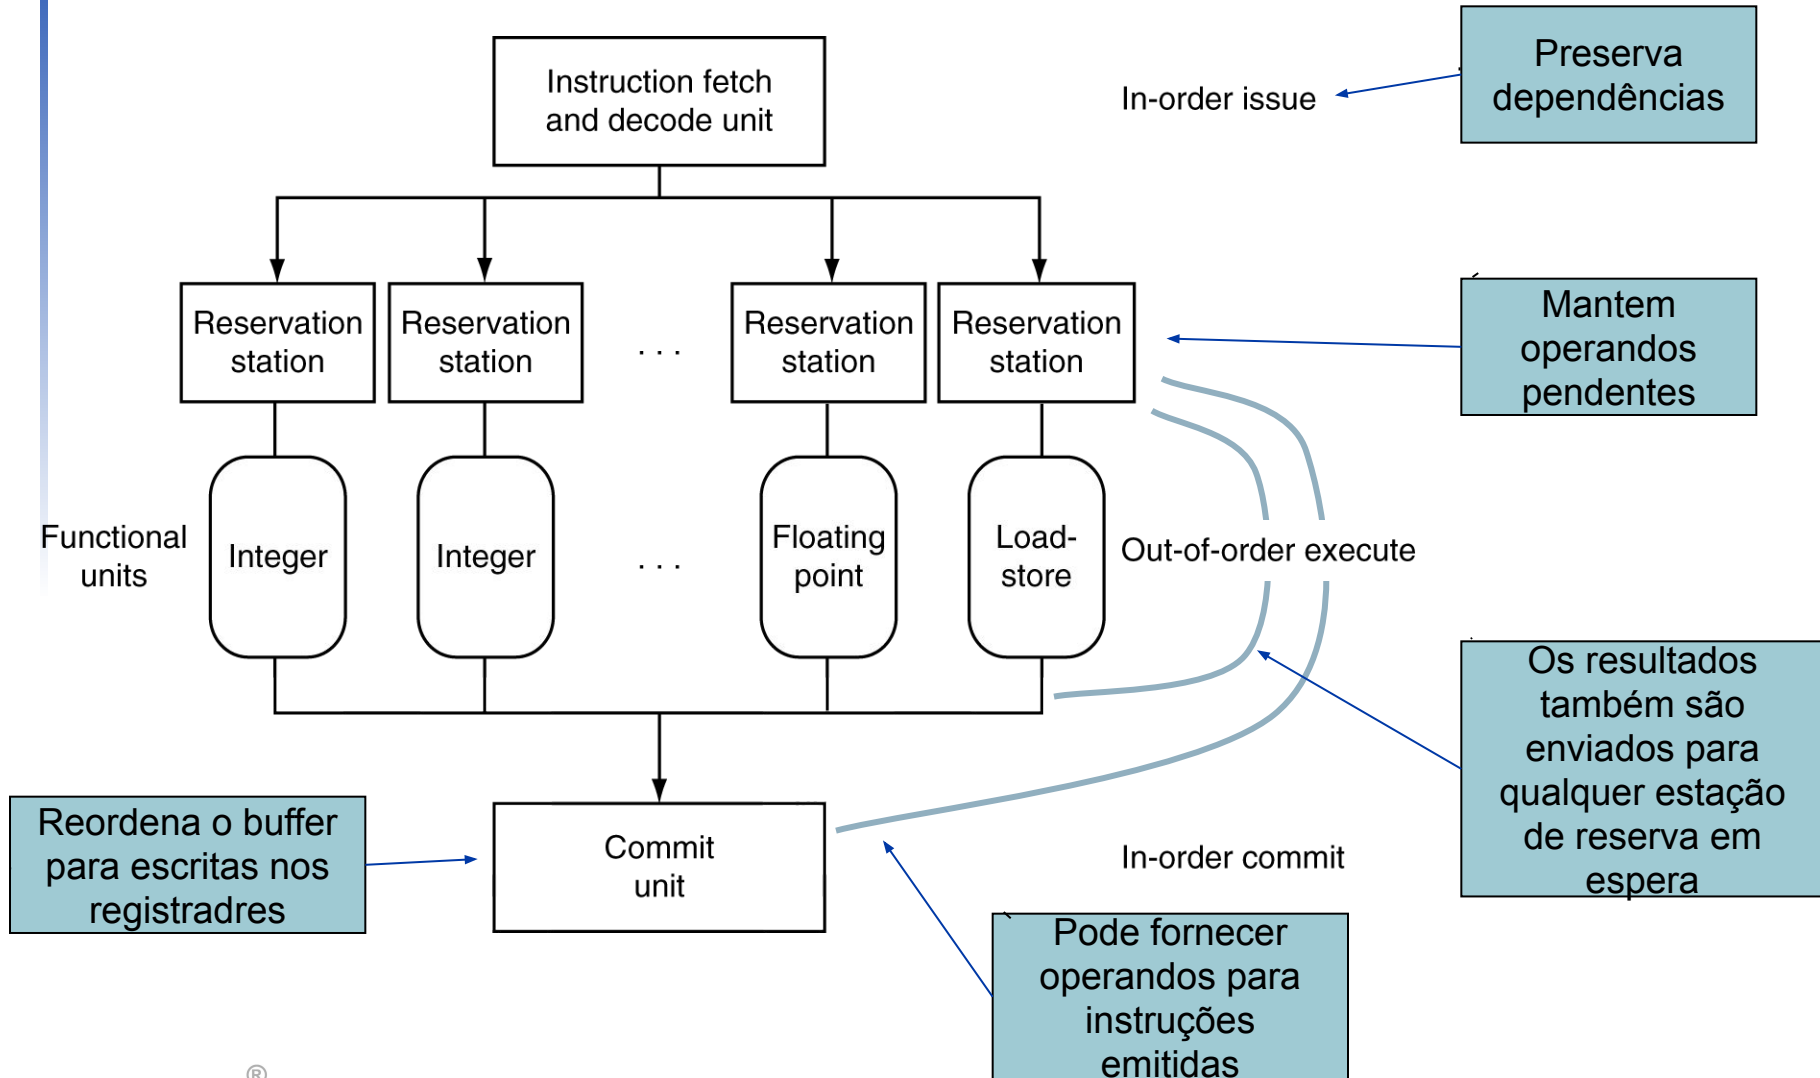 Preserva
dependências
Instruction fetch
and decode unit
In-order issue
Reservation
station
Reservation
station
. . .
Reservation
station
Reservation
station
Mantem
operandos
pendentes
Functional
units
Integer
Integer
. . .
Floating
point
Load-
store
Out-of-order execute
Os resultados
também são
enviados para
qualquer estação
de reserva em
espera
Reordena o buffer
para escritas nos
registradres
Commit
unit
In-order commit
Pode fornecer
operandos para
instruções
emitidas
®